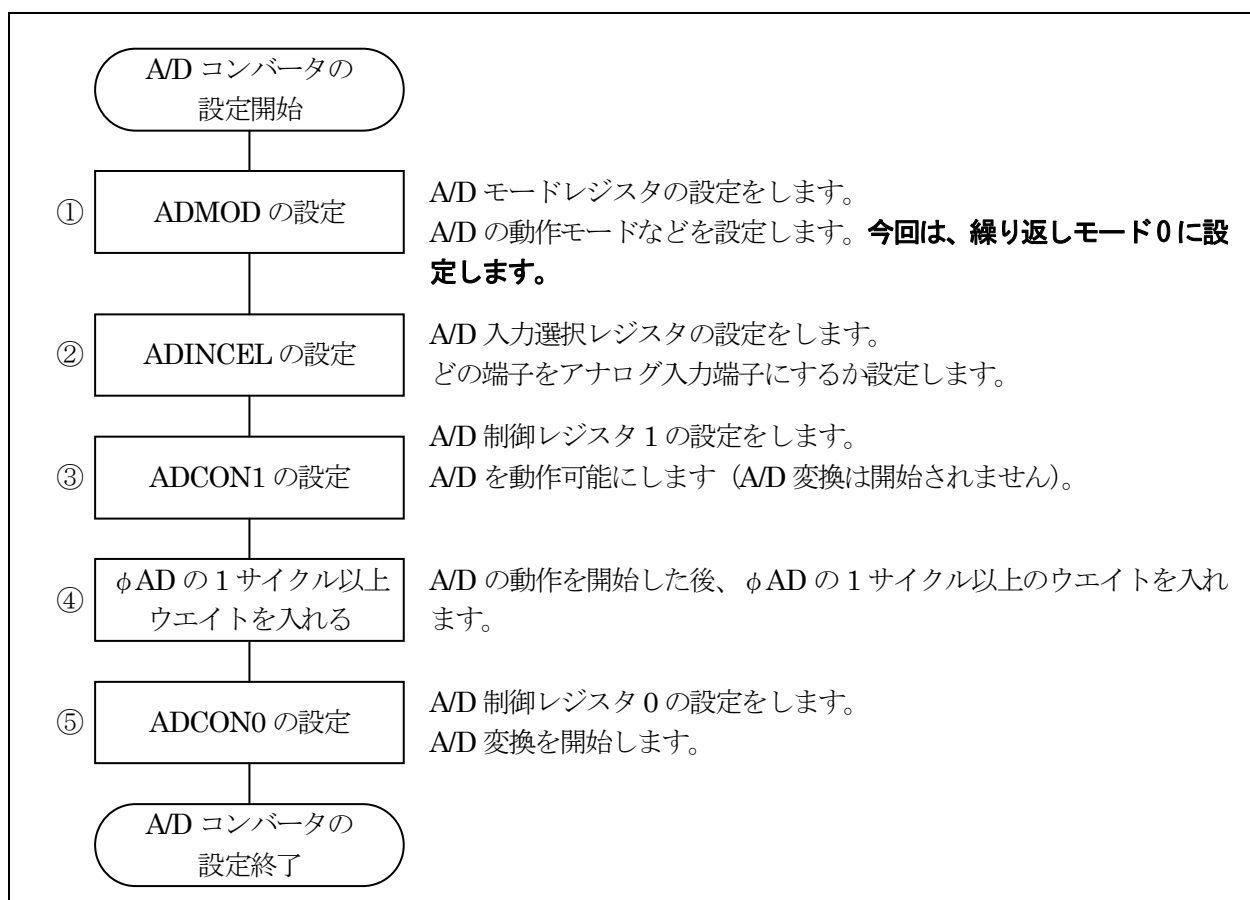 A/D コンバータの
設定開始
① ADMOD の設定
A/D モードレジスタの設定をします。
A/D の動作モードなどを設定します。今回は、繰り返しモード０に設
定します。
② ADINCEL の設定
A/D 入力選択レジスタの設定をします。
どの端子をアナログ入力端子にするか設定します。
③ ADCON1 の設定
A/D 制御レジスタ１の設定をします。
A/D を動作可能にします（A/D 変換は開始されません）。
④ φAD の１サイクル以上
ウエイトを入れる
A/D の動作を開始した後、φAD の１サイクル以上のウエイトを入れ
ます。
⑤ ADCON0 の設定
A/D 制御レジスタ０の設定をします。
A/D 変換を開始します。
A/D コンバータの
設定終了